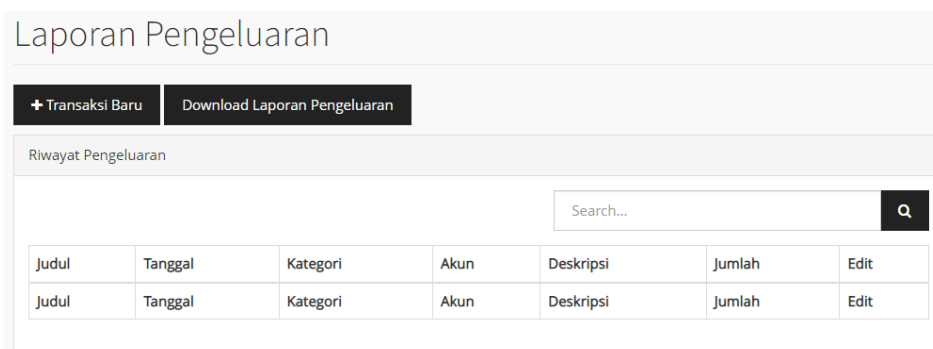 Laporan Pengeluaran
+ Transaksi Baru Download Laporan Pengeluaran
Riwayat Pengeluaran
Search...
Judul Tanggal Kategori Akun Deskripsi Jumlah Edit
Judul Tanggal Kategori Akun Deskripsi Jumlah Edit